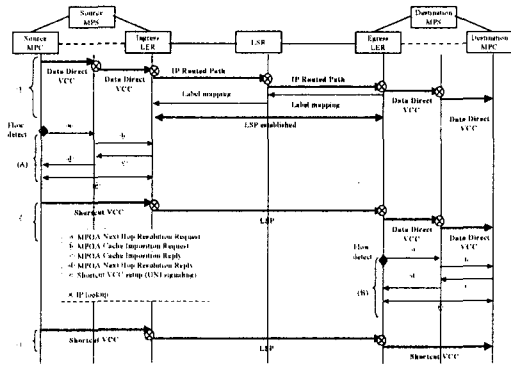 Source
MPS
Destination
MPS
Source
MPC
Ingress
LER
LSR
Egress
LER
Destination
MPC
Data Direct
VCC
Data Direct
VCC
IP Routed Path
IP Routed Path
Data Direct
VCC
Data Direct
VCC
Label mapping
Label mapping
LSP established
Flow
detect
a
b
c
d
(A)
Shortcut VCC
LSP
Data Direct
VCC
Data Direct
VCC
a MPOA Next Hop Resolution Request
b MPOA Cache Imposition Request
c MPOA Cache Imposition Reply
d MPOA Next Hop Resolution Reply
e Shortcut VCC setup (UNI signaling)
⊗ IP lookup
Flow
detect
a
b
d
(B)
LSP
Shortcut VCC
Shortcut VCC